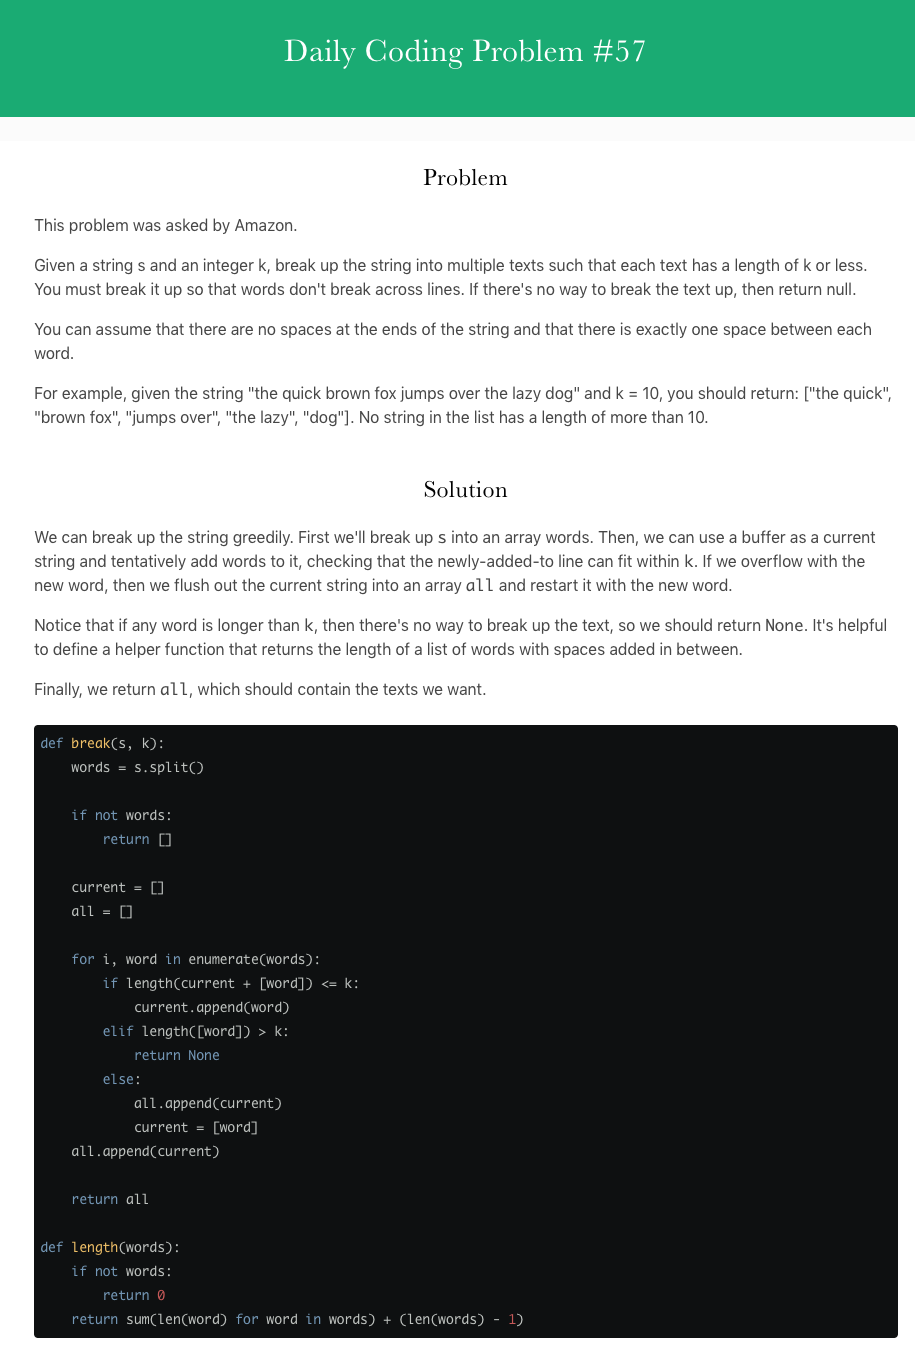 Daily Coding Problem #57
Problem
This problem was asked by Amazon.
Given a string s and an integer k, break up the string into multiple texts such that each text has a length of k or less.
You must break it up so that words don't break across lines. If there's no way to break the text up, then return null.
You can assume that there are no spaces at the ends of the string and that there is exactly one space between each
word.
For example, given the string "the quick brown fox jumps over the lazy dog" and k = 10, you should return: ["the quick",
"brown fox", "jumps over", "the lazy", "dog"]. No string in the list has a length of more than 10.
Solution
We can break up the string greedily. First we'll break up s into an array words. Then, we can use a buffer as a current
string and tentatively add words to it, checking that the newly-added-to line can fit within k. If we overflow with the
new word, then we flush out the current string into an array all and restart it with the new word.
Notice that if any word is longer than k, then there's no way to break up the text, so we should return None. It's helpful
to define a helper function that returns the length of a list of words with spaces added in between.
Finally, we return all, which should contain the texts we want.
def break(s, k):
    words = s.split()
    if not words:
        return []
    current = []
    all = []
    for i, word in enumerate(words):
        if length(current + [word]) <= k:
            current.append(word)
        elif length([word]) > k:
            return None
        else:
            all.append(current)
            current = [word]
    all.append(current)
    return all
def length(words):
    if not words:
        return 0
    return sum(len(word) for word in words) + (len(words) - 1)